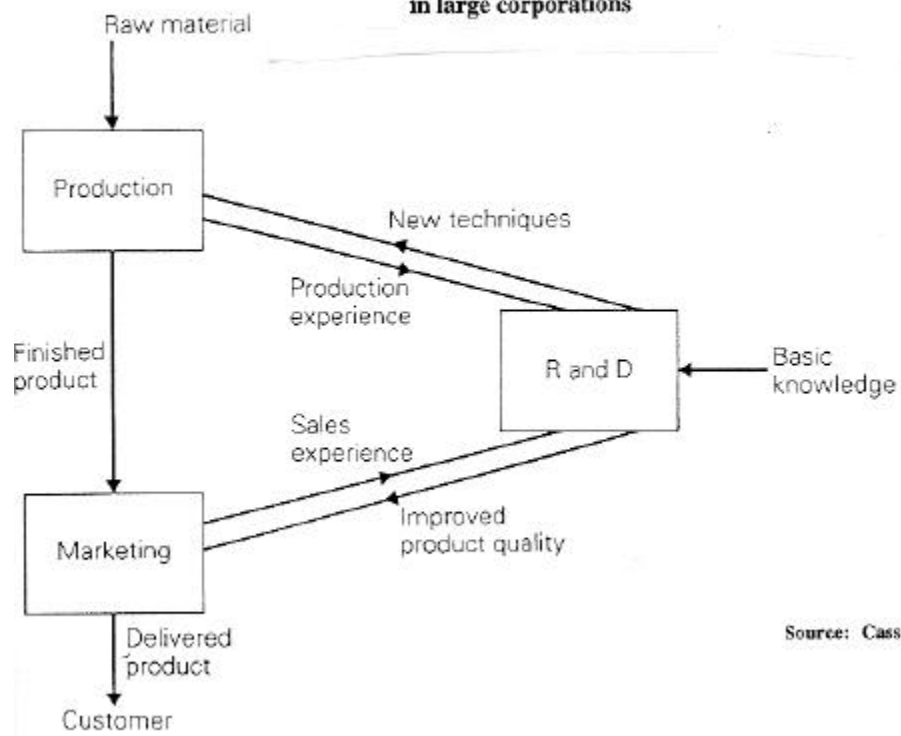 in large corporations
Raw material
Production
New techniques
Production
experience
Finished
product
R and D
Basic
knowledge
Sales
experience
Improved
product quality
Marketing
Delivered
product
Customer
Source: Cass